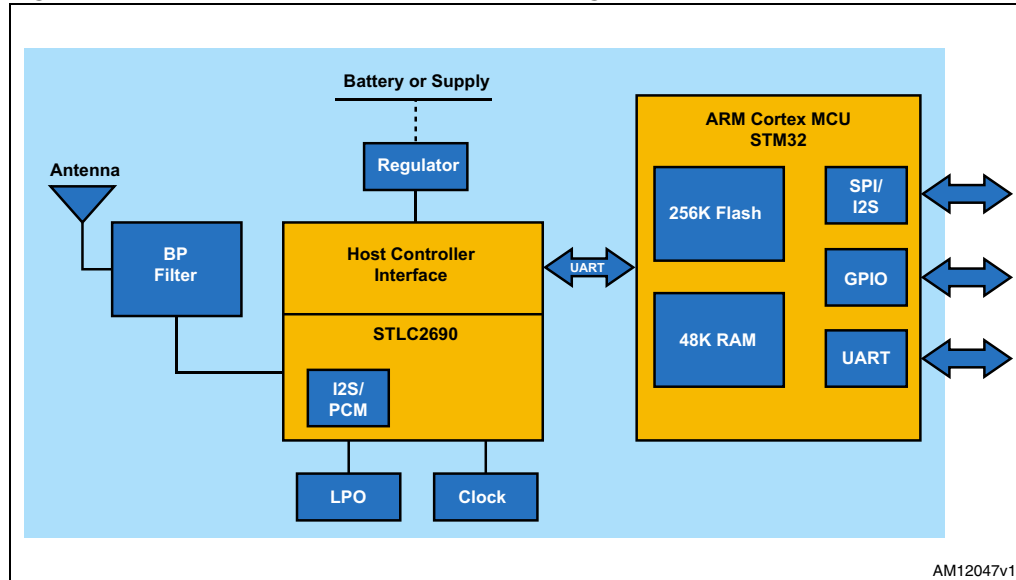 Battery or Supply
ARM Cortex MCU
STM32
Antenna
Regulator
SPI/
I2S
256K Flash
BP
Filter
Host Controller
Interface
UART
GPIO
STLC2690
48K RAM
UART
I2S/
PCM
LPO
Clock
AM12047v1